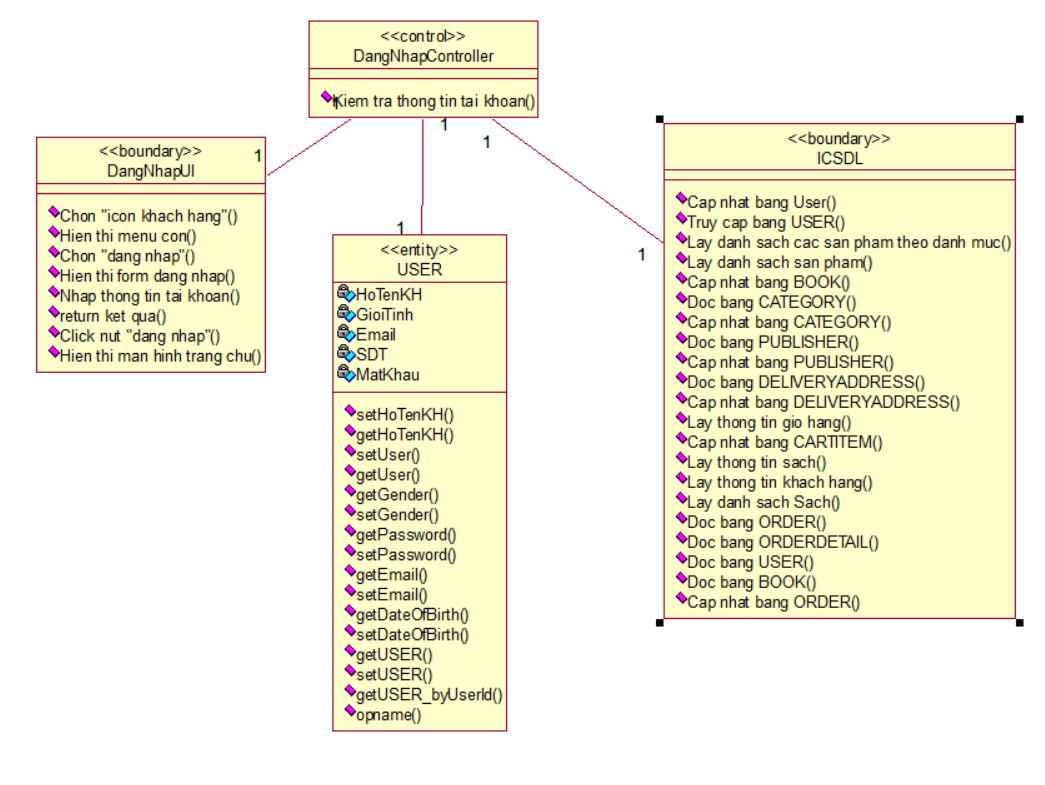 <<control>>
DangNhapController
Kiem tra thong tin tai khoan()
1
1
1
1
1
<<boundary>>
DangNhapUI
Chon "icon khach hang"()
Hien thi menu con()
Chon "dang nhap"()
Hien thi form dang nhap()
Nhap thong tin tai khoan()
return ket qua()
Click nut "dang nhap"()
Hien thi man hinh trang chu()
<<entity>>
USER
HoTenKH
GioiTinh
Email
SDT
MatKhau
setHoTenKH()
getHoTenKH()
setUser()
getUser()
getGender()
setGender()
getPassword()
setPassword()
getEmail()
setEmail()
getDateOfBirth()
setDateOfBirth()
getUSER()
setUSER()
getUSER_byUserId()
opname()
<<boundary>>
ICSDL
Cap nhat bang User()
Truy cap bang USER()
Lay danh sach cac san pham theo danh muc()
Lay danh sach san pham()
Cap nhat bang BOOK()
Doc bang CATEGORY()
Cap nhat bang CATEGORY()
Doc bang PUBLISHER()
Cap nhat bang PUBLISHER()
Doc bang DELIVERYADDRESS()
Cap nhat bang DELIVERYADDRESS()
Lay thong tin gio hang()
Cap nhat bang CARTITEM()
Lay thong tin sach()
Lay thong tin khach hang()
Lay danh sach Sach()
Doc bang ORDER()
Doc bang ORDERDETAIL()
Doc bang USER()
Doc bang BOOK()
Cap nhat bang ORDER()